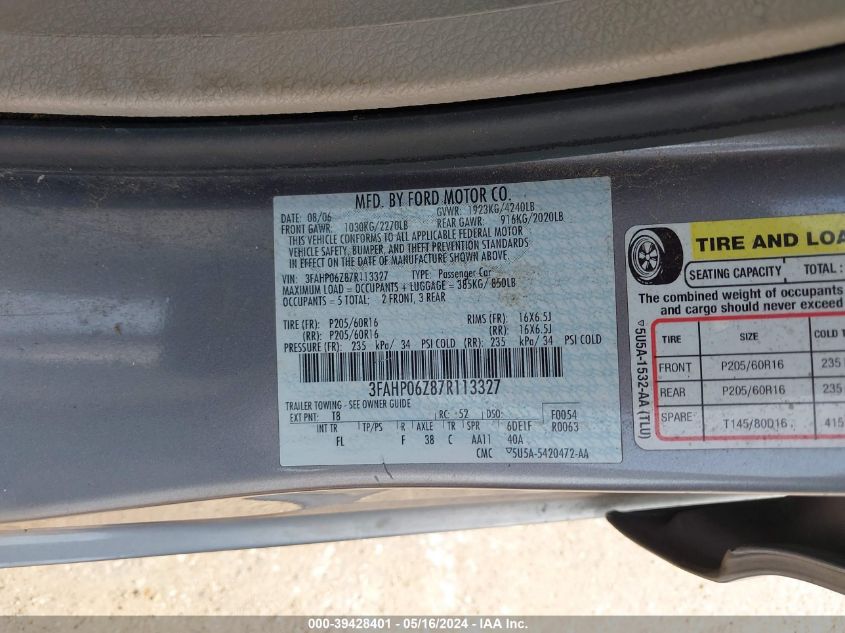 MFD. BY FORD MOTOR CO.
DATE: 08/06 GVWR: 1923KG/4240LB
FRONT GAWR: 1030KG/2270LB REAR GAWR: 916KG/2020LB
THIS VEHICLE CONFORMS TO ALL APPLICABLE FEDERAL MOTOR
VEHICLE SAFETY, BUMPER, AND THEFT PREVENTION STANDARDS
IN EFFECT ON THE DATE OF MANUFACTURE SHOWN ABOVE.
VIN: 3FAHP06Z87R113327 TYPE: Passenger Car
MAXIMUM LOAD = OCCUPANTS + LUGGAGE = 385KG/850LB
OCCUPANTS = 5 TOTAL: 2 FRONT, 3 REAR
TIRE (FR): P205/60R16 RIMS (FR): 16X6.5J
(RR): P205/60R16 (RR): 16X6.5J
PRESSURE (FR): 235 kPa/ 34 PSI COLD (RR): 235 kPa/ 34 PSI COLD
3FAHP06Z87R113327
TRAILER TOWING - SEE OWNER GUIDE
EXT PNT: T8 RC: 52 DSO: F0054
INT TR TP/PS R AXLE TR SPR 6DE1F R0063
FL F 38 C AA11 40A
CMC ▽5U5A-5420472-AA
▽5U5A-1532-AA (TLU)
TIRE AND LOA
SEATING CAPACITY TOTAL:
The combined weight of occupants
and cargo should never exceed
TIRE SIZE COLD T
FRONT P205/60R16 235
REAR P205/60R16 235
SPARE T145/80D16 415
000-39428401 - 05/16/2024 - IAA Inc.